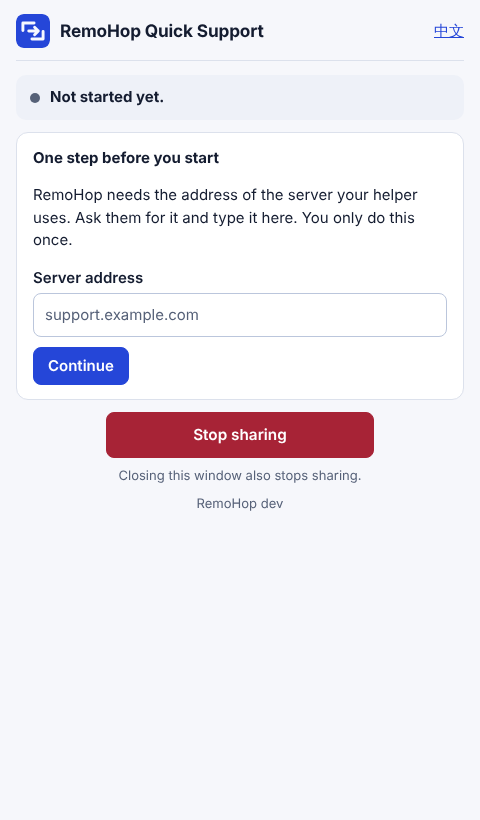 RemoHop Quick Support
中文
Not started yet.
One step before you start
RemoHop needs the address of the server your helper
uses. Ask them for it and type it here. You only do this
once.
Server address
support.example.com
Continue
Stop sharing
Closing this window also stops sharing.
RemoHop dev